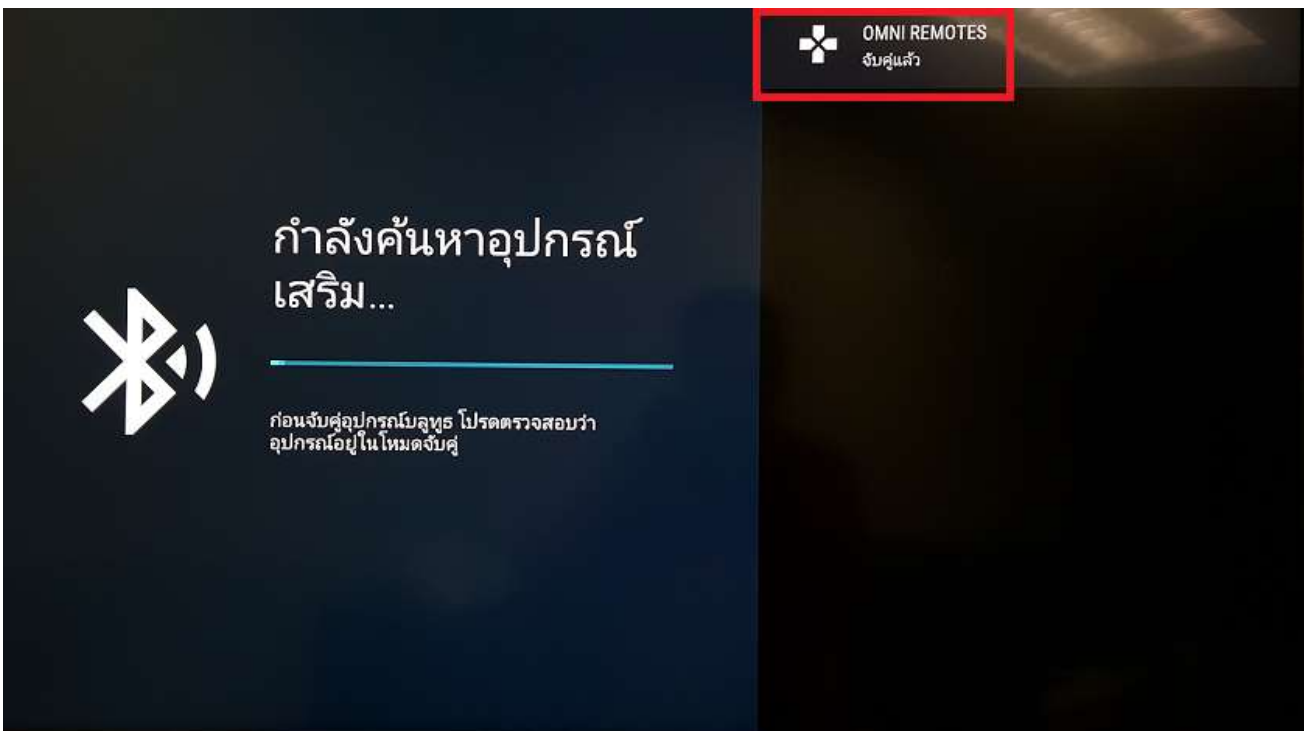 OMNI REMOTES
จับคู่แล้ว
กำลังค้นหาอุปกรณ์
เสริม...
ก่อนจับคู่อุปกรณ์บลูทูธ โปรดตรวจสอบว่า
อุปกรณ์อยู่ในโหมดจับคู่